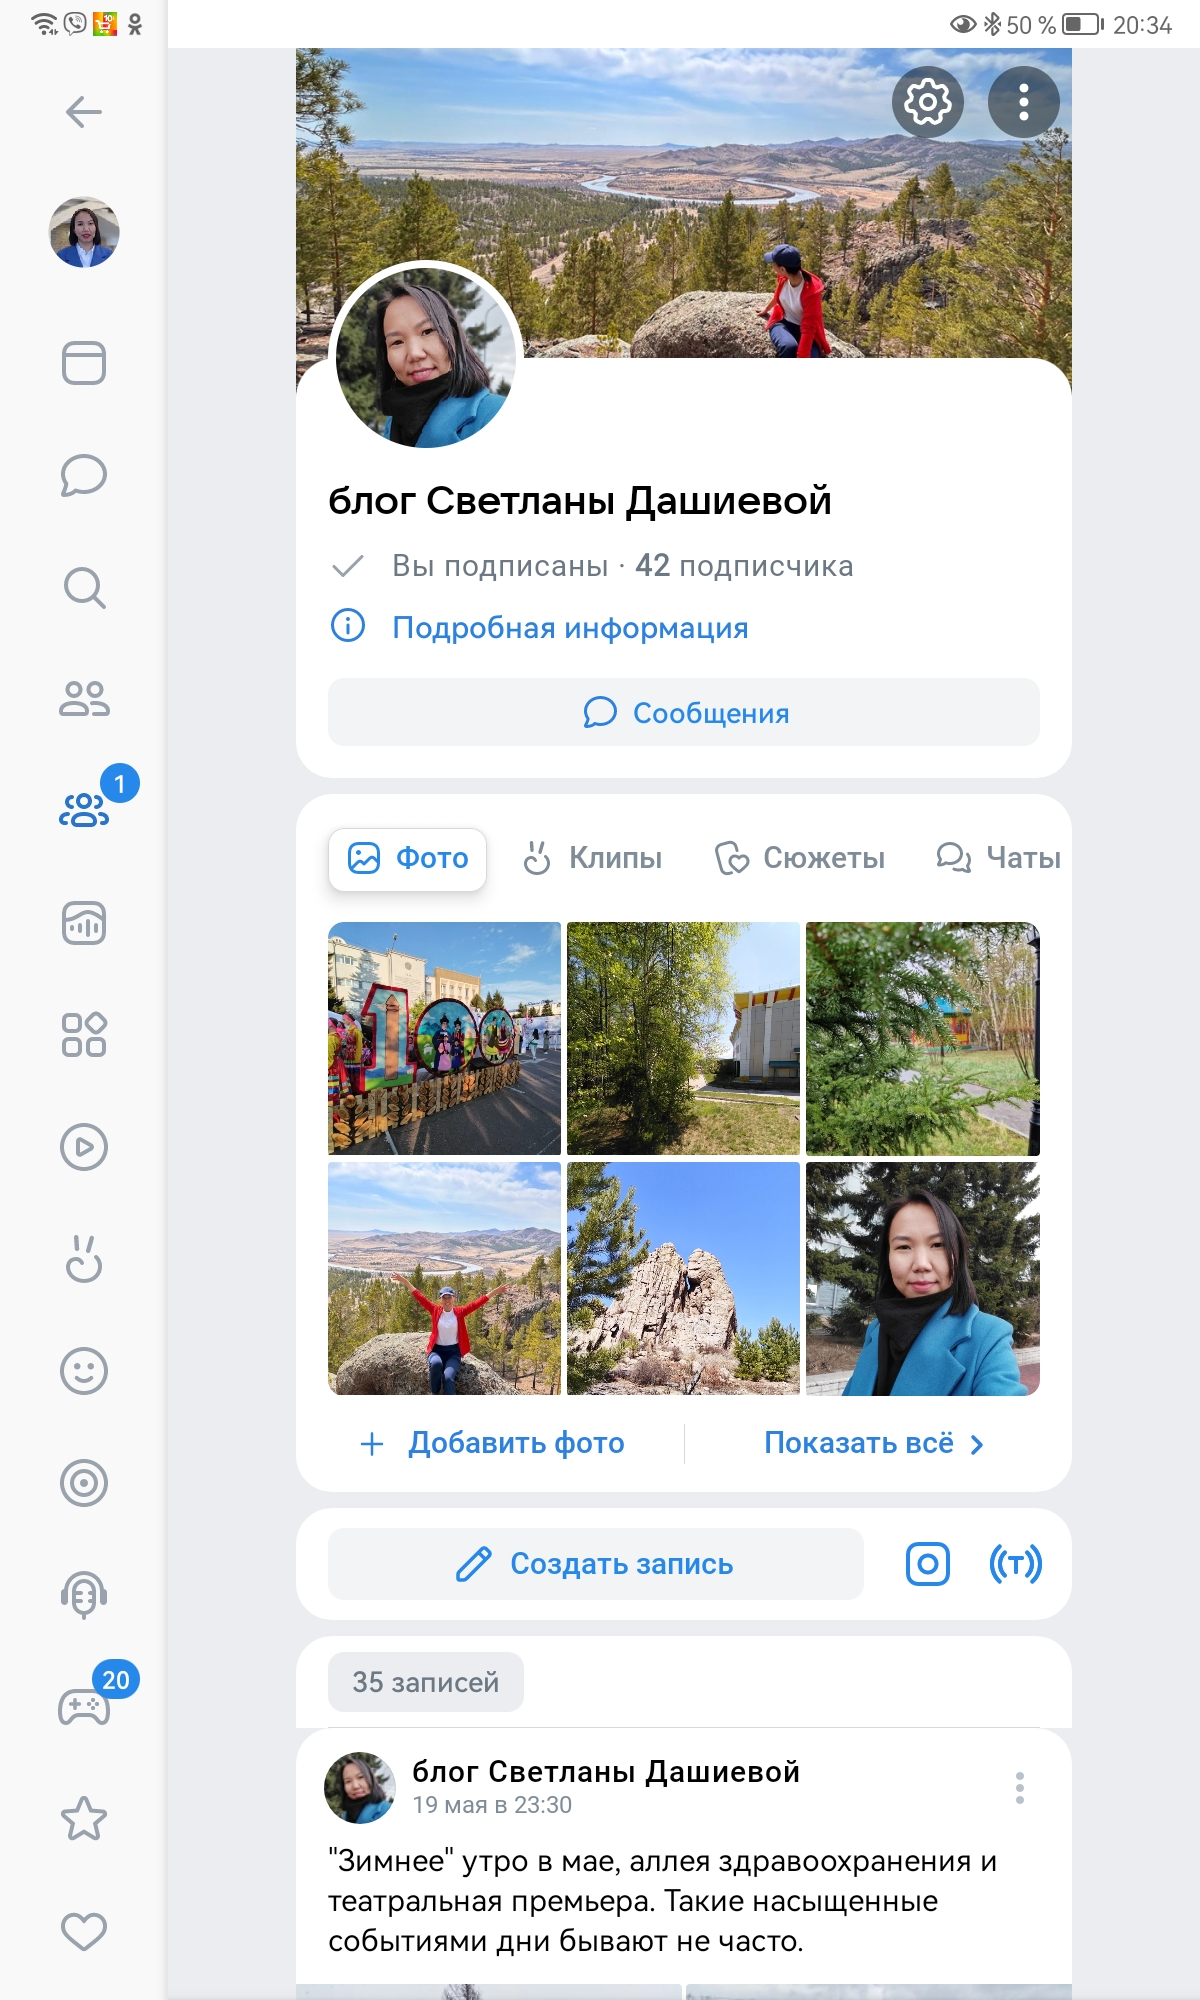 50 %
20:34
блог Светланы Дашиевой
Вы подписаны · 42 подписчика
Подробная информация
Сообщения
1
Фото
Клипы
Сюжеты
Чаты
100
Добавить фото
Показать всё
Создать запись
35 записей
20
блог Светланы Дашиевой
19 мая в 23:30
"Зимнее" утро в мае, аллея здравоохранения и
театральная премьера. Такие насыщенные
событиями дни бывают не часто.